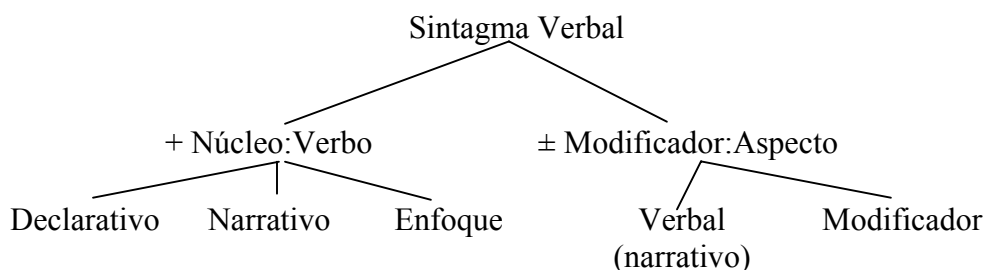 Sintagma Verbal
+ Núcleo:Verbo ± Modificador:Aspecto
Declarativo Narrativo Enfoque Verbal Modificador
(narrativo)